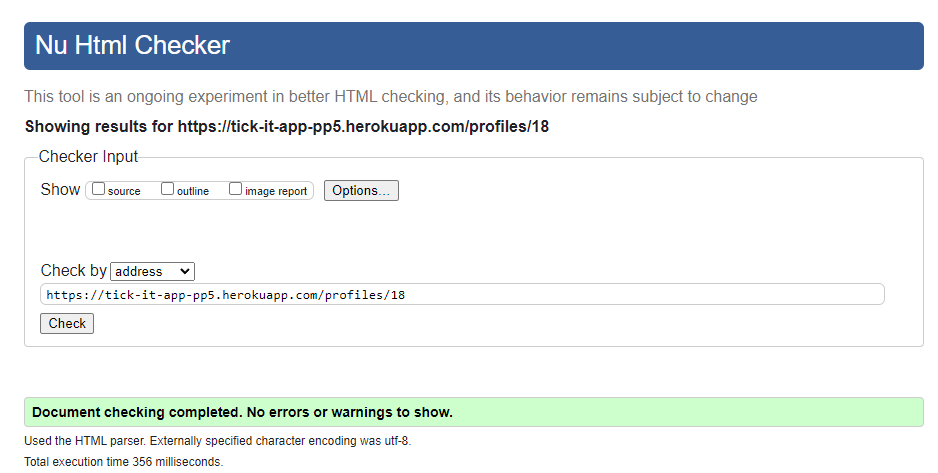 Nu Html Checker
This tool is an ongoing experiment in better HTML checking, and its behavior remains subject to change
Showing results for https://tick-it-app-pp5.herokuapp.com/profiles/18
Checker Input
Show source outline image report Options...
Check by address
https://tick-it-app-pp5.herokuapp.com/profiles/18
Check
Document checking completed. No errors or warnings to show.
Used the HTML parser. Externally specified character encoding was utf-8.
Total execution time 356 milliseconds.